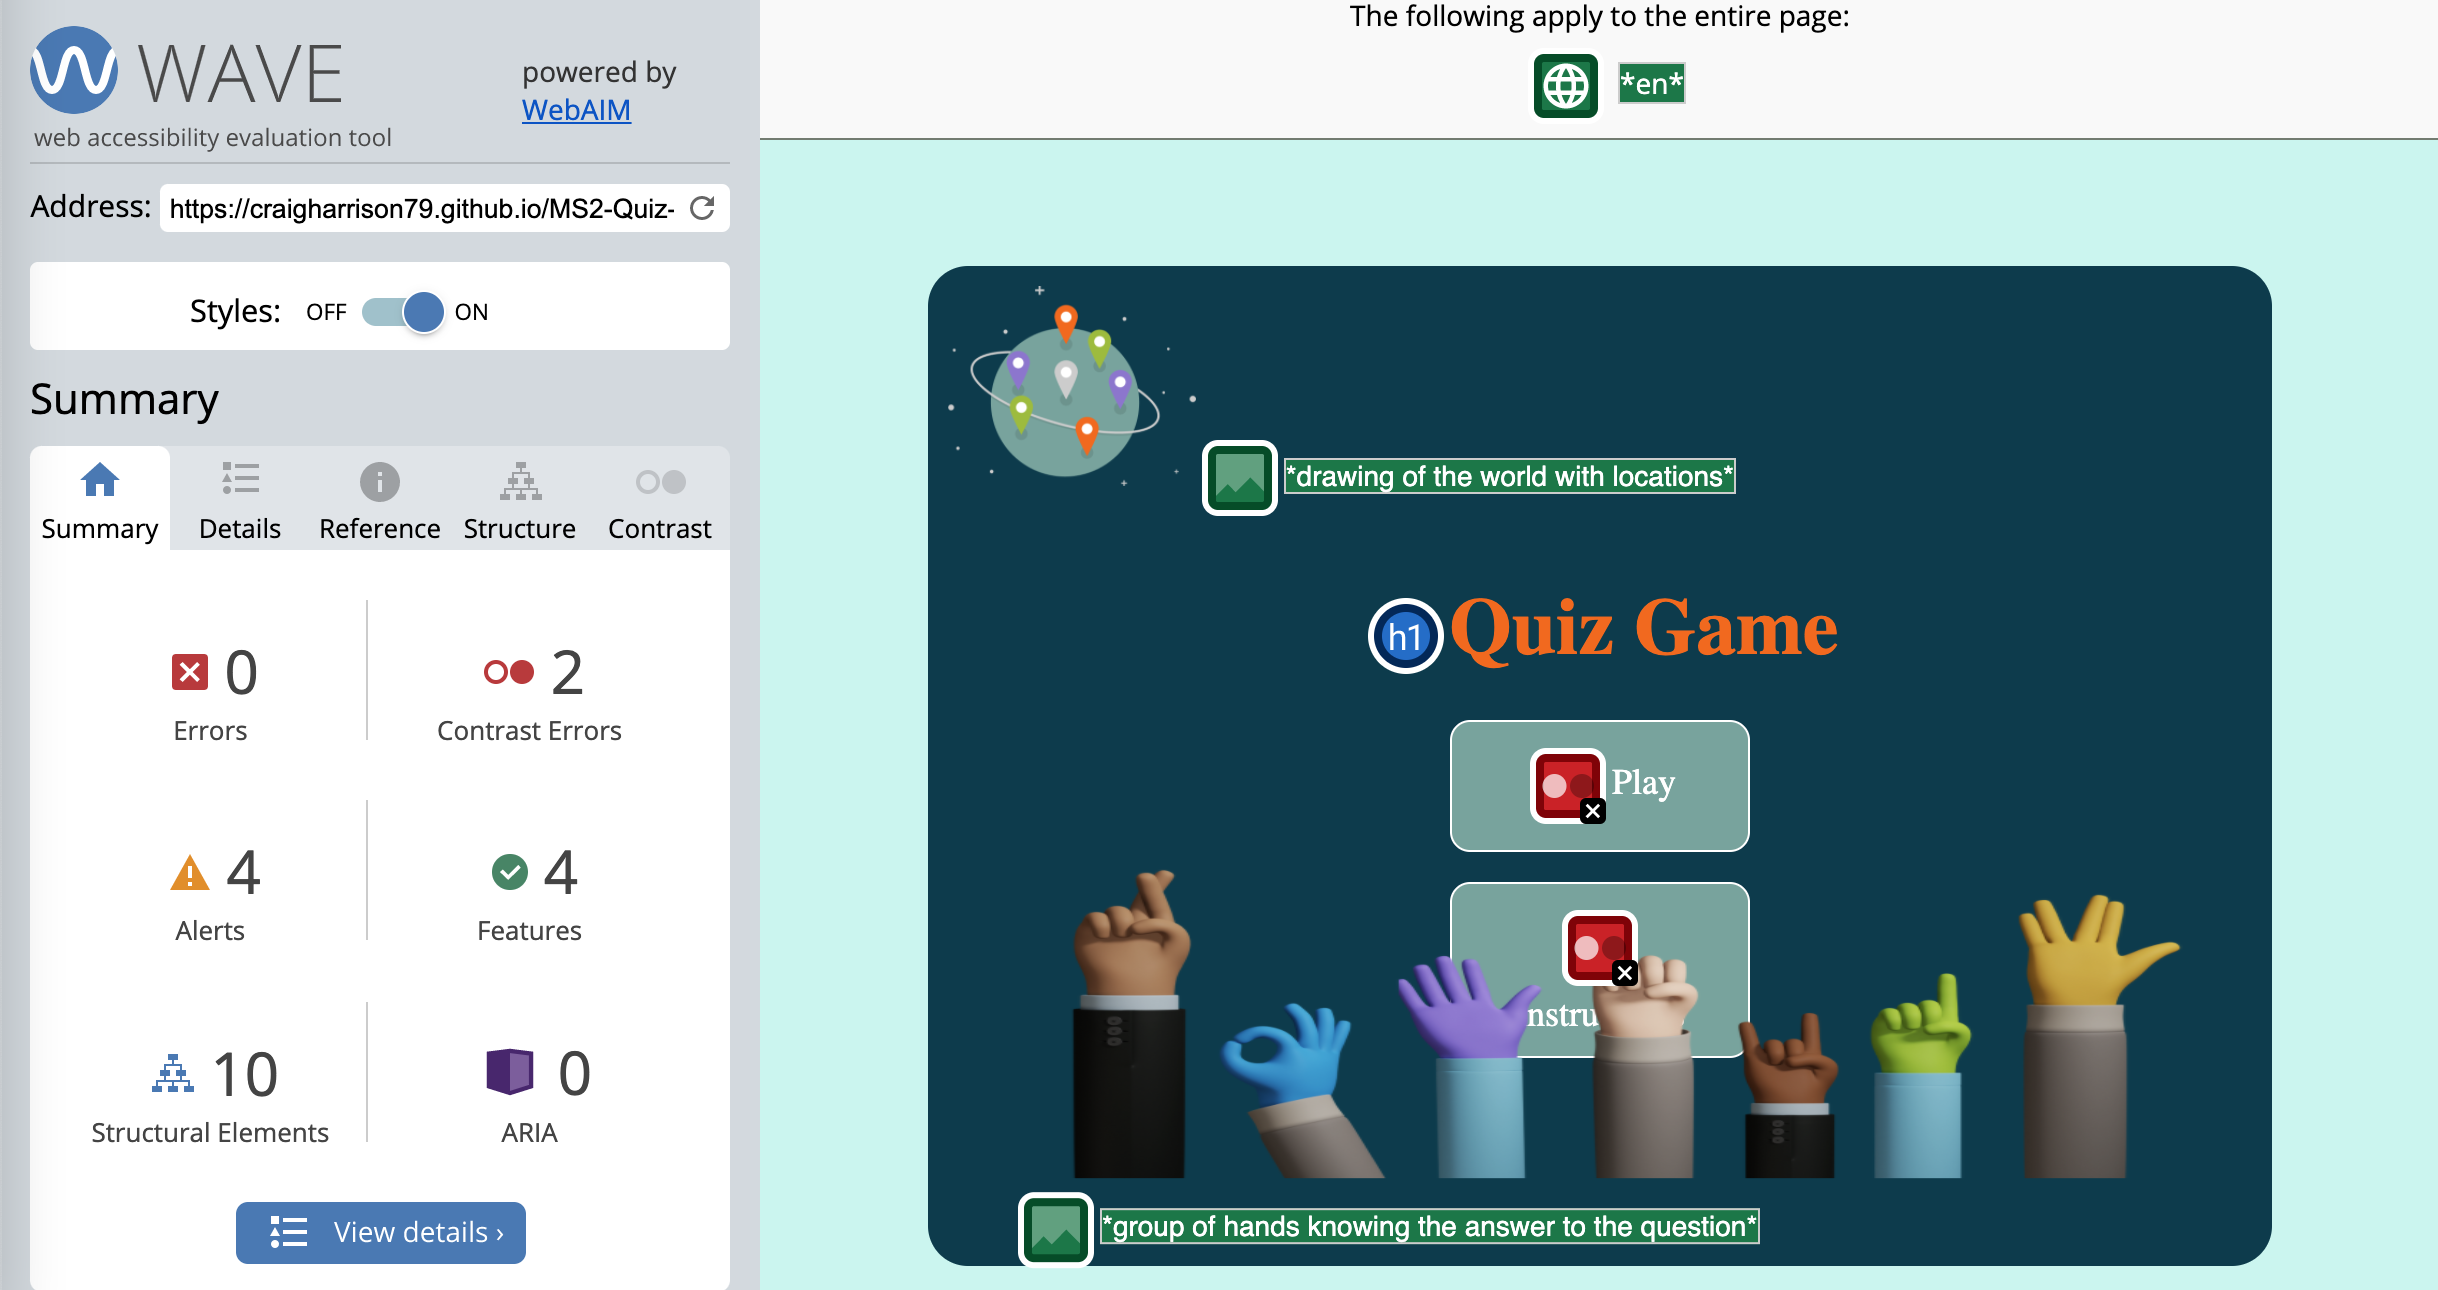 WAVE
powered by
WebAIM
web accessibility evaluation tool
Address: https://craigharrison79.github.io/MS2-Quiz-
Styles: OFF ON
Summary
Summary Details Reference Structure Contrast
0 2
Errors Contrast Errors
4 4
Alerts Features
10 0
Structural Elements ARIA
View details ›
The following apply to the entire page:
*en*
*drawing of the world with locations*
h1 Quiz Game
Play
nstru
*group of hands knowing the answer to the question*